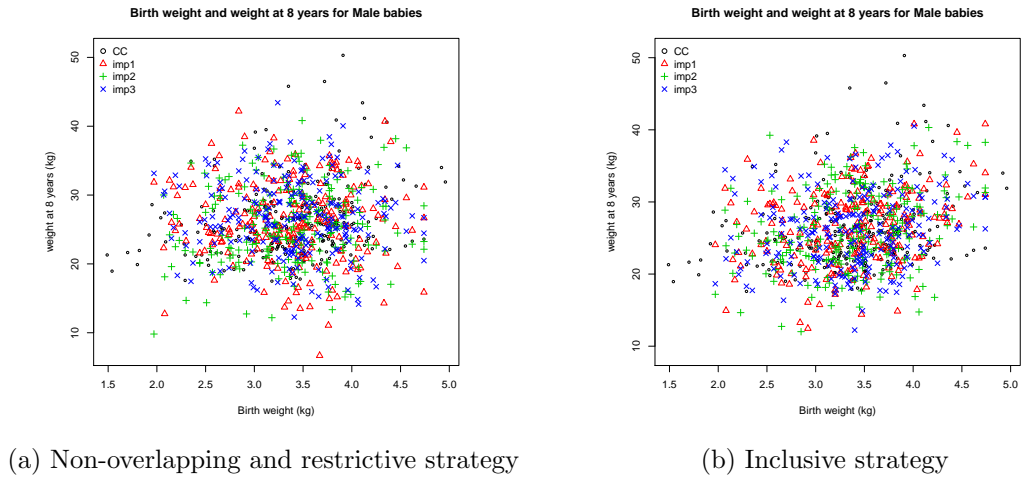 Birth weight and weight at 8 years for Male babies
CC
imp1
imp2
imp3
50
40
30
20
10
weight at 8 years (kg)
1.5 2.0 2.5 3.0 3.5 4.0 4.5 5.0
Birth weight (kg)
(a) Non-overlapping and restrictive strategy
Birth weight and weight at 8 years for Male babies
CC
imp1
imp2
imp3
50
40
30
20
10
weight at 8 years (kg)
1.5 2.0 2.5 3.0 3.5 4.0 4.5 5.0
Birth weight (kg)
(b) Inclusive strategy